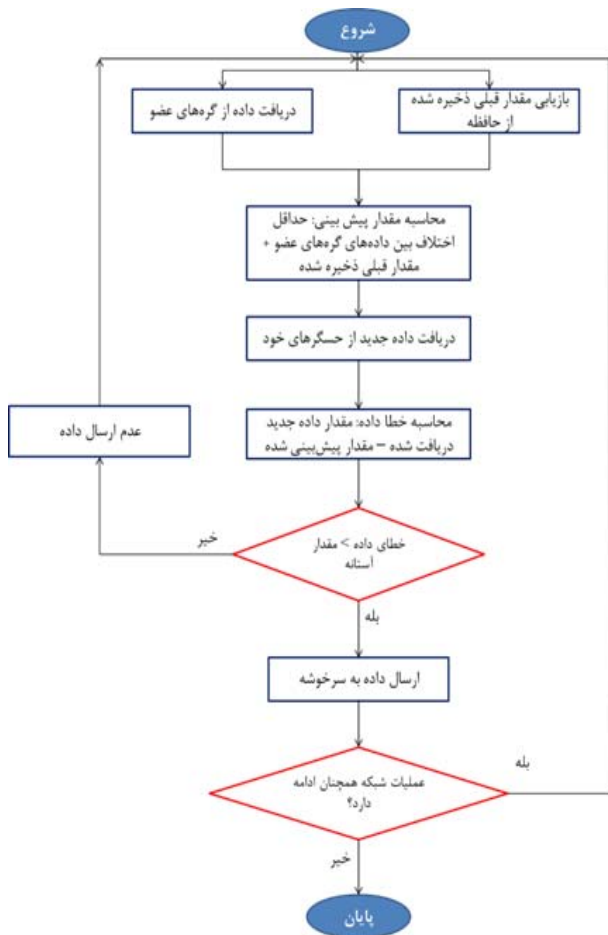 شروع
بازیابی مقدار قبلی ذخیره شده
از حافظه
دریافت داده از گره‌های عضو
محاسبه مقدار پیش بینی: حداقل
اختلاف بین داده‌های گره‌های عضو +
مقدار قبلی ذخیره شده
دریافت داده جدید از حسگرهای خود
محاسبه خطا داده: مقدار داده جدید
دریافت شده – مقدار پیش‌بینی شده
عدم ارسال داده
خطای داده > مقدار
آستانه
خیر
بله
ارسال داده به سرخوشه
عملیات شبکه همچنان ادامه
دارد؟
بله
خیر
پایان